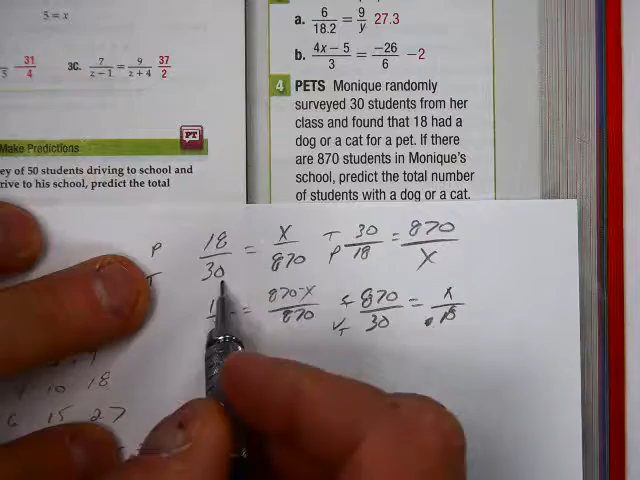 5 = x
a. 6/18.2 = 9/y 27.3
31/4
3C. 7/(z − 1) = 9/(z + 4) 37/2
b. (4x − 5)/3 = −26/6 −2
4 PETS Monique randomly
surveyed 30 students from her
class and found that 18 had a
dog or a cat for a pet. If there
are 870 students in Monique's
school, predict the total number
of students with a dog or a cat.
PT
Make Predictions
ey of 50 students driving to school and
rive to his school, predict the total
P 18/30 = X/870 T 30 / P 18 = 870/X
T
= 870-X/870 870/30 = X/18
10 18
15 27